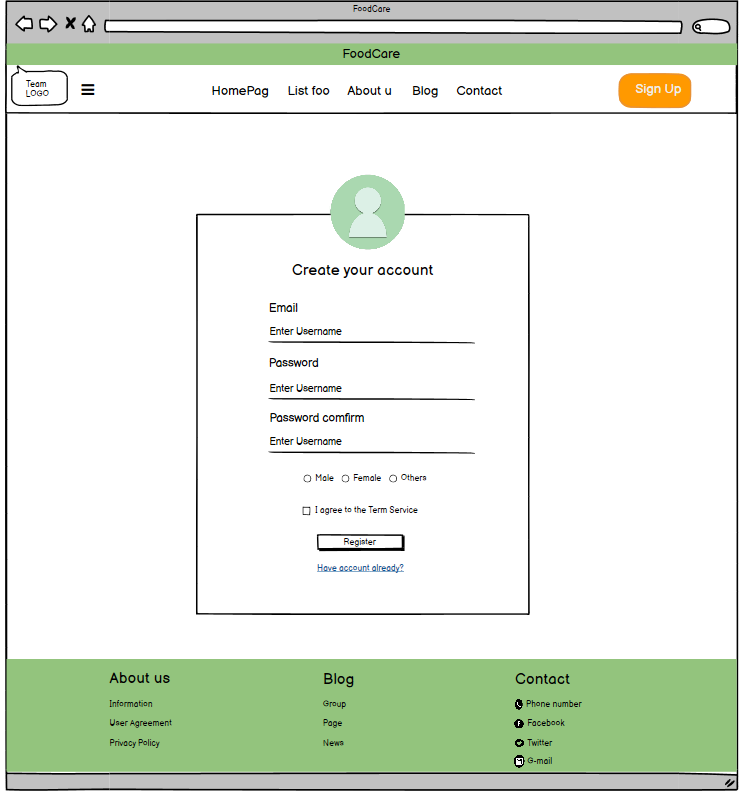 FoodCare
FoodCare
Team
LOGO
HomePag List foo About u Blog Contact
Sign Up
Create your account
Email
Enter Username
Password
Enter Username
Password comfirm
Enter Username
Male Female Others
I agree to the Term Service
Register
Have account already?
About us
Information
User Agreement
Privacy Policy
Blog
Group
Page
News
Contact
Phone number
Facebook
Twitter
G-mail